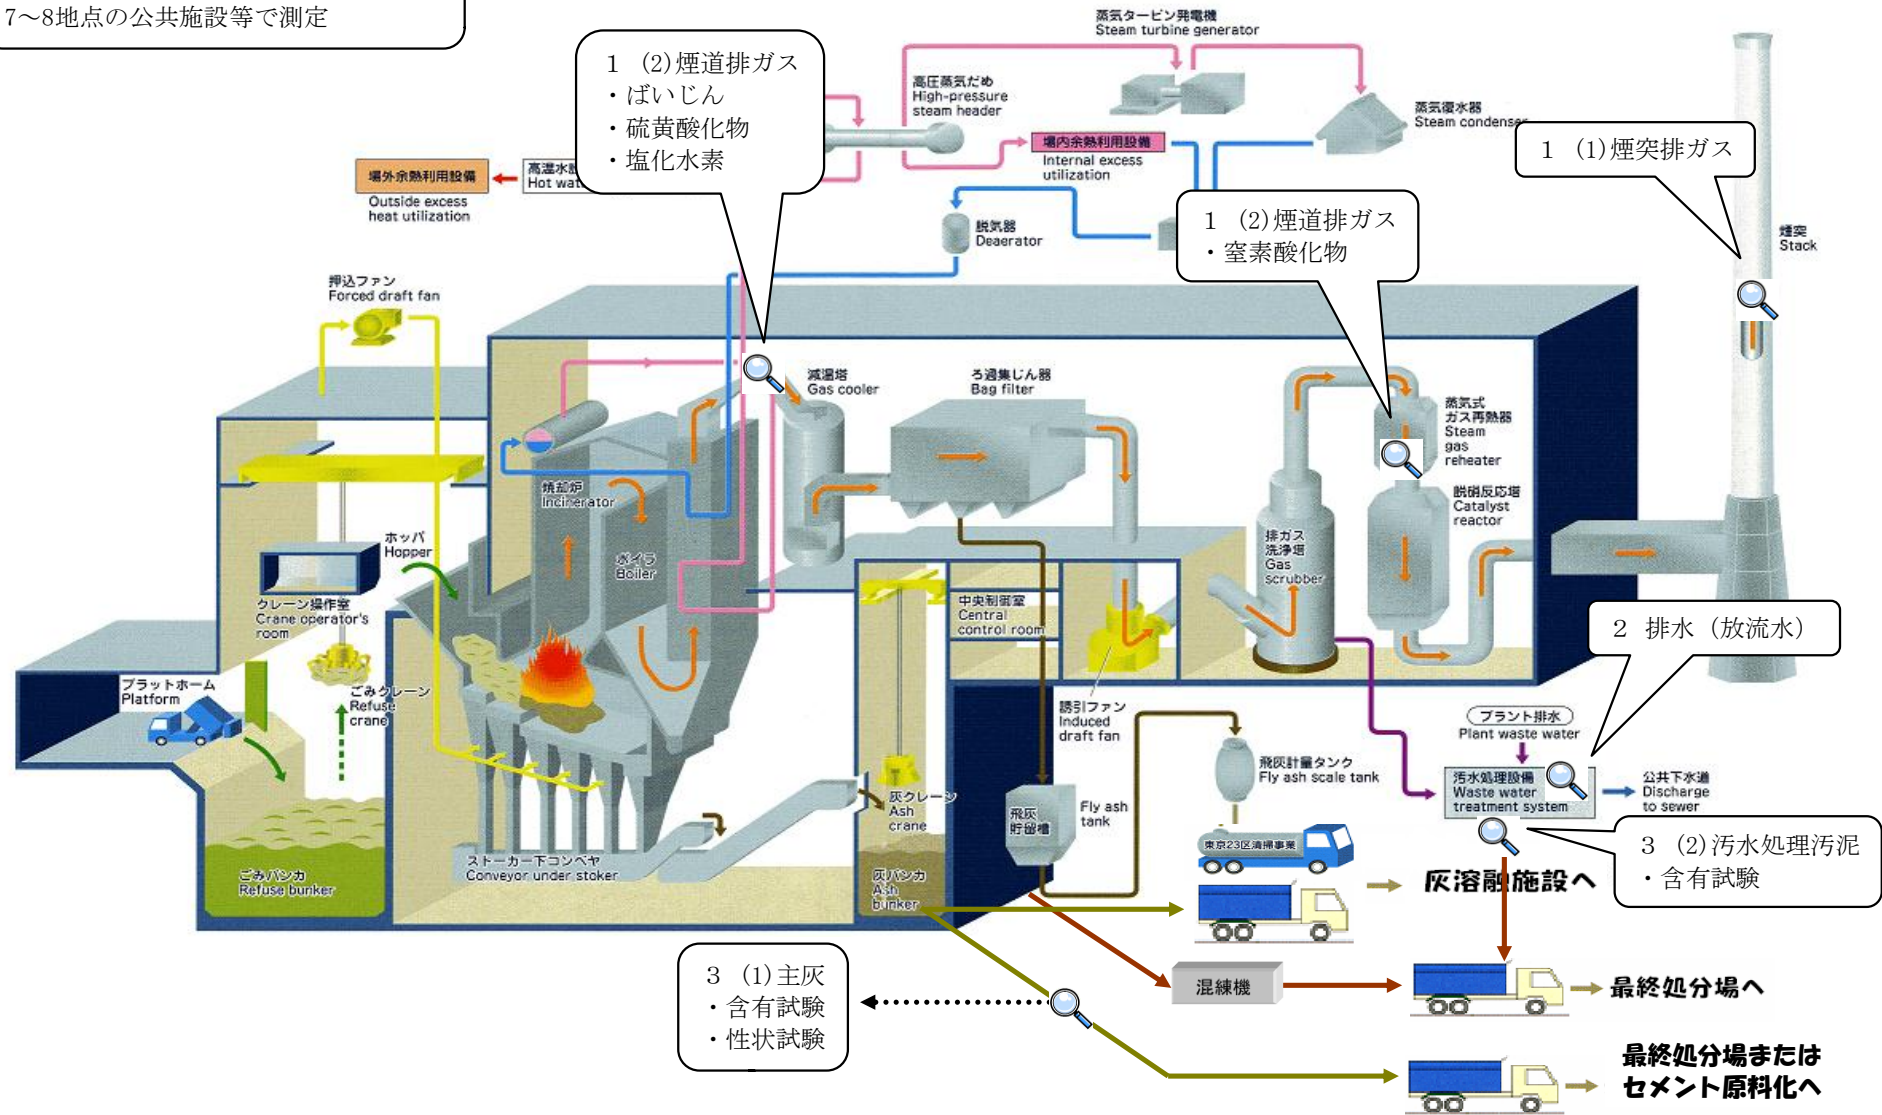 7～8地点の公共施設等で測定
蒸気タービン発電機
Steam turbine generator
1 (2)煙道排ガス
・ばいじん
・硫黄酸化物
・塩化水素
高圧蒸気だめ
High-pressure
steam header
蒸気復水器
Steam condenser
場内余熱利用設備
Internal excess
utilization
1 (1)煙突排ガス
場外余熱利用設備
Outside excess
heat utilization
高温水
Hot wat
脱気器
Deaerator
1 (2)煙道排ガス
・窒素酸化物
煙突
Stack
押込ファン
Forced draft fan
減温塔
Gas cooler
ろ過集じん器
Bag filter
蒸気式
ガス再熱器
Steam
gas
reheater
焼却炉
Incinerator
脱硝反応塔
Catalyst
reactor
ホッパ
Hopper
ボイラ
Boiler
排ガス
洗浄塔
Gas
scrubber
クレーン操作室
Crane operator's
room
中央制御室
Central
control room
2 排水（放流水）
プラットホーム
Platform
ごみクレーン
Refuse
crane
誘引ファン
Induced
draft fan
プラント排水
Plant waste water
飛灰計量タンク
Fly ash scale tank
汚水処理設備
Waste water
treatment system
公共下水道
Discharge
to sewer
灰クレーン
Ash
crane
飛灰
貯留槽
Fly ash
tank
東京23区清掃事業
3 (2)汚水処理汚泥
・含有試験
ごみバンカ
Refuse bunker
ストーカー下コンベヤ
Conveyor under stoker
灰バンカ
Ash
bunker
灰溶融施設へ
3 (1)主灰
・含有試験
・性状試験
混練機
最終処分場へ
最終処分場または
セメント原料化へ